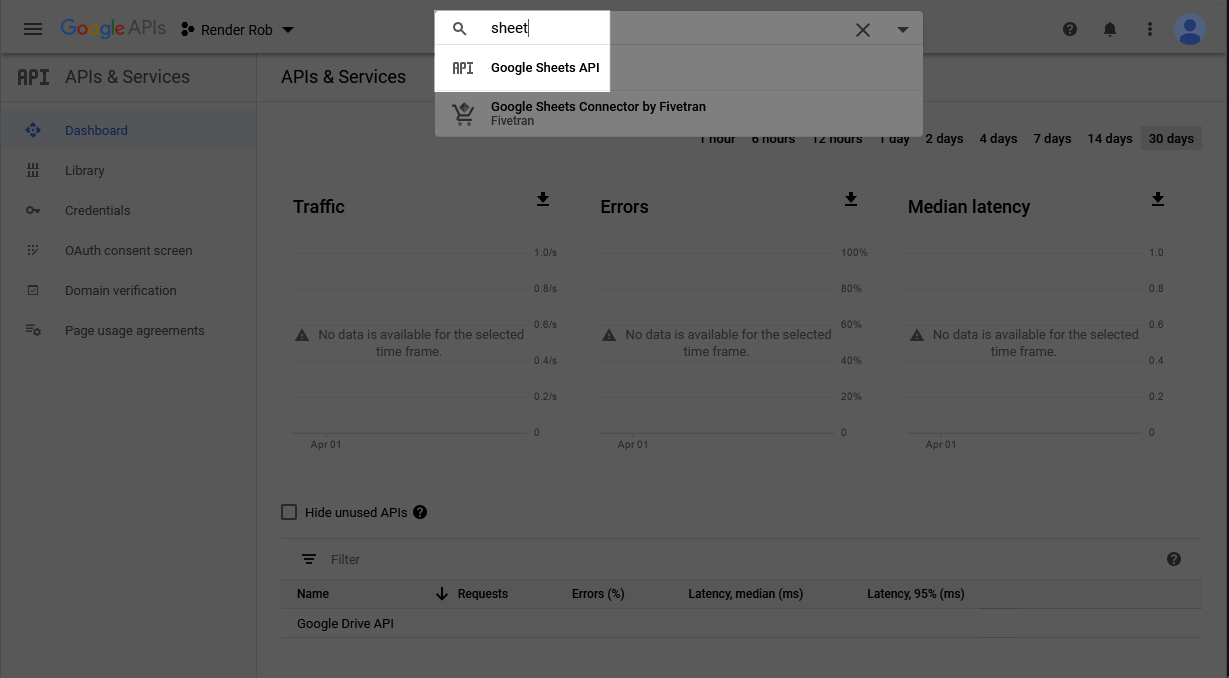 Google APIs
Render Rob
sheet
API Google Sheets API
Google Sheets Connector by Fivetran
Fivetran
API APIs & Services
Dashboard
Library
Credentials
OAuth consent screen
Domain verification
Page usage agreements
APIs & Services
1 hour 6 hours 12 hours 1 day 2 days 4 days 7 days 14 days 30 days
Traffic
1.0/s
0.8/s
0.6/s
0.4/s
0.2/s
0
No data is available for the selected
time frame.
Apr 01
Errors
100%
80%
60%
40%
20%
0
No data is available for the selected
time frame.
Apr 01
Median latency
1.0
0.8
0.6
0.4
0.2
0
No data is available for the selected
time frame.
Apr 01
Hide unused APIs
Filter
Name Requests Errors (%) Latency, median (ms) Latency, 95% (ms)
Google Drive API